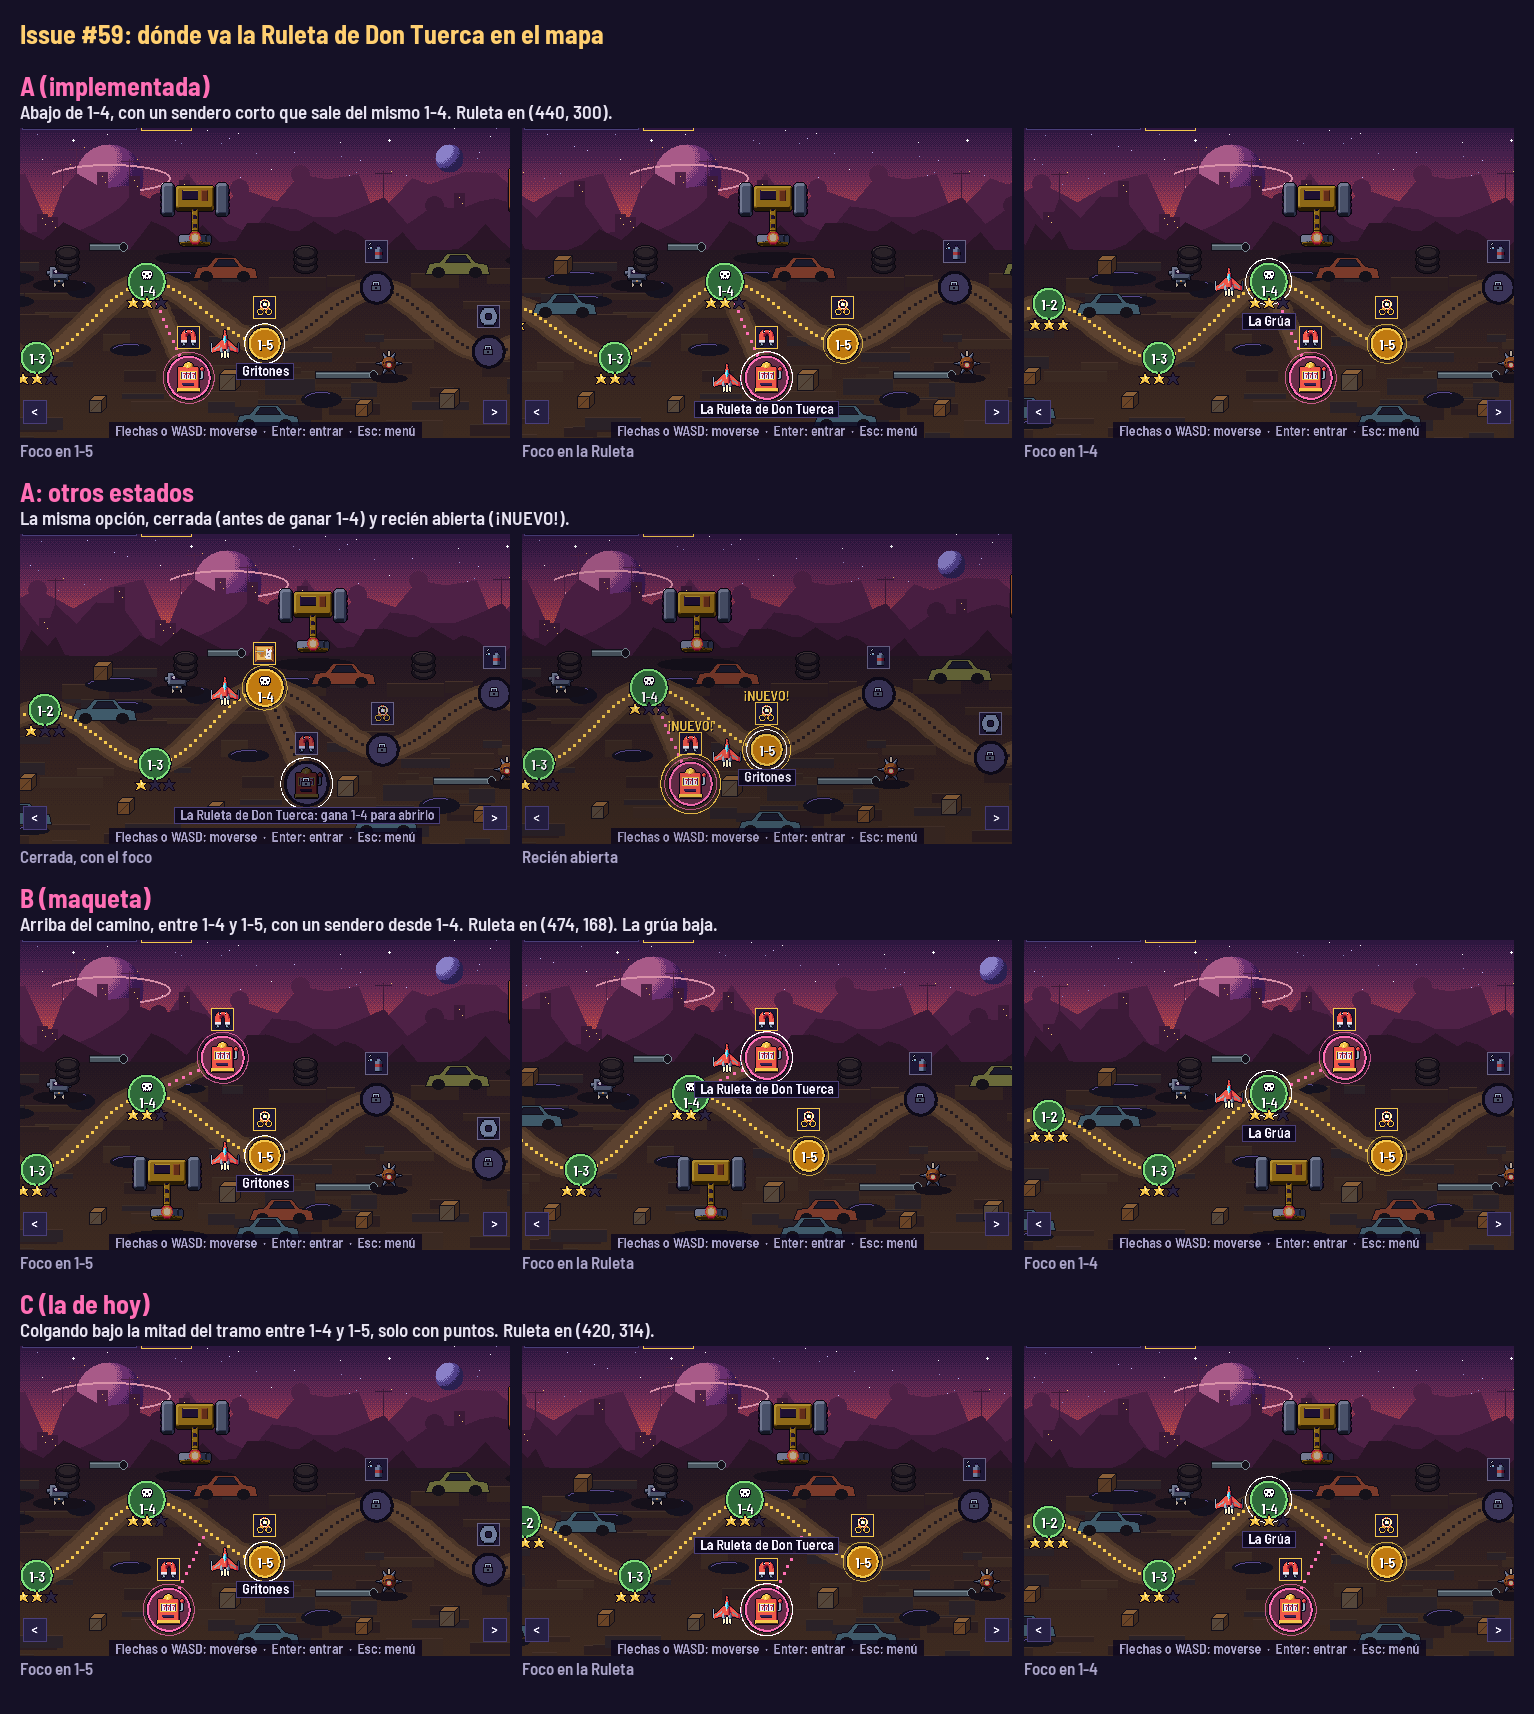 Issue #59: dónde va la Ruleta de Don Tuerca en el mapa
A (implementada)
Abajo de 1-4, con un sendero corto que sale del mismo 1-4. Ruleta en (440, 300).
1-4
1-3
1-5
Gritones
<
>
Flechas o WASD: moverse · Enter: entrar · Esc: menú
1-4
1-3
1-5
La Ruleta de Don Tuerca
<
>
Flechas o WASD: moverse · Enter: entrar · Esc: menú
1-2
1-4
La Grúa
1-3
1-5
<
>
Flechas o WASD: moverse · Enter: entrar · Esc: menú
Foco en 1-5
Foco en la Ruleta
Foco en 1-4
A: otros estados
La misma opción, cerrada (antes de ganar 1-4) y recién abierta (¡NUEVO!).
1-2
1-4
1-3
La Ruleta de Don Tuerca: gana 1-4 para abrirlo
<
>
Flechas o WASD: moverse · Enter: entrar · Esc: menú
1-4
¡NUEVO!
¡NUEVO!
1-3
1-5
Gritones
<
>
Flechas o WASD: moverse · Enter: entrar · Esc: menú
Cerrada, con el foco
Recién abierta
B (maqueta)
Arriba del camino, entre 1-4 y 1-5, con un sendero desde 1-4. Ruleta en (474, 168). La grúa baja.
1-4
1-3
1-5
Gritones
<
>
Flechas o WASD: moverse · Enter: entrar · Esc: menú
La Ruleta de Don Tuerca
1-4
1-3
1-5
<
>
Flechas o WASD: moverse · Enter: entrar · Esc: menú
1-2
1-4
La Grúa
1-3
1-5
<
>
Flechas o WASD: moverse · Enter: entrar · Esc: menú
Foco en 1-5
Foco en la Ruleta
Foco en 1-4
C (la de hoy)
Colgando bajo la mitad del tramo entre 1-4 y 1-5, solo con puntos. Ruleta en (420, 314).
1-4
1-3
1-5
Gritones
<
>
Flechas o WASD: moverse · Enter: entrar · Esc: menú
-2
1-4
La Ruleta de Don Tuerca
1-3
1-5
<
>
Flechas o WASD: moverse · Enter: entrar · Esc: menú
1-2
1-4
La Grúa
1-3
1-5
<
>
Flechas o WASD: moverse · Enter: entrar · Esc: menú
Foco en 1-5
Foco en la Ruleta
Foco en 1-4